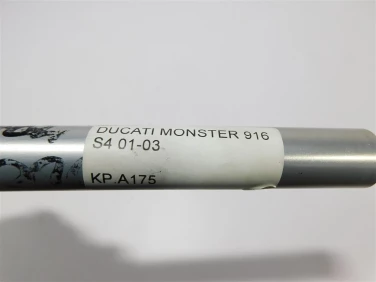 DUCATI MONSTER 916
S4 01-03
KP.A175